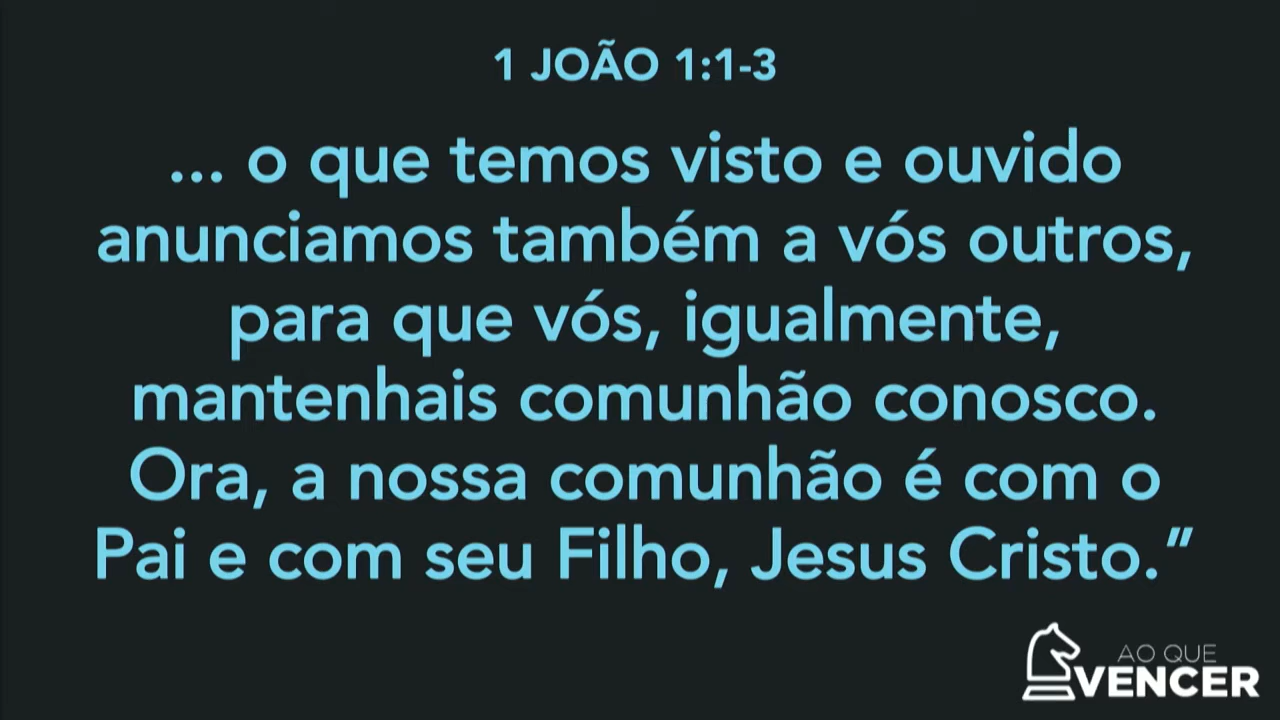 1 JOÃO 1:1-3
... o que temos visto e ouvido
anunciamos também a vós outros,
para que vós, igualmente,
mantenhais comunhão conosco.
Ora, a nossa comunhão é com o
Pai e com seu Filho, Jesus Cristo.”
AO QUE
VENCER